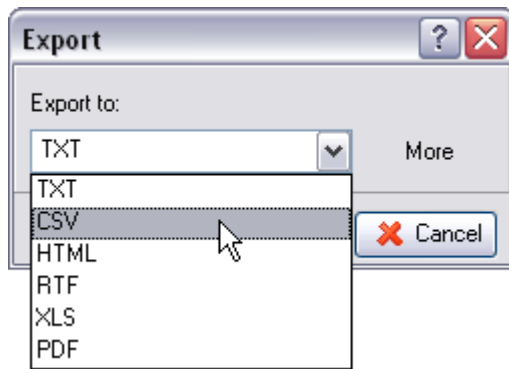 Export ?
Export to:
TXT More
TXT
CSV
HTML
RTF
XLS
PDF
Cancel